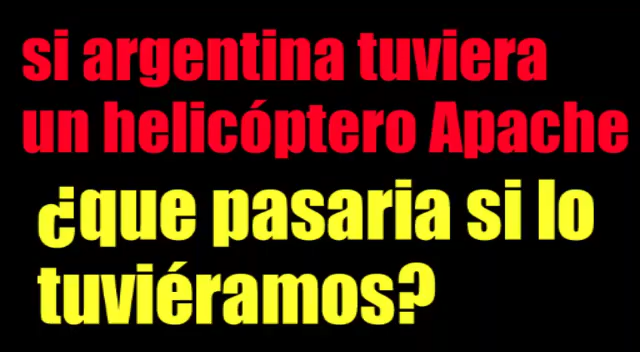 si argentina tuviera
un helicóptero Apache
¿que pasaria si lo
tuviéramos?